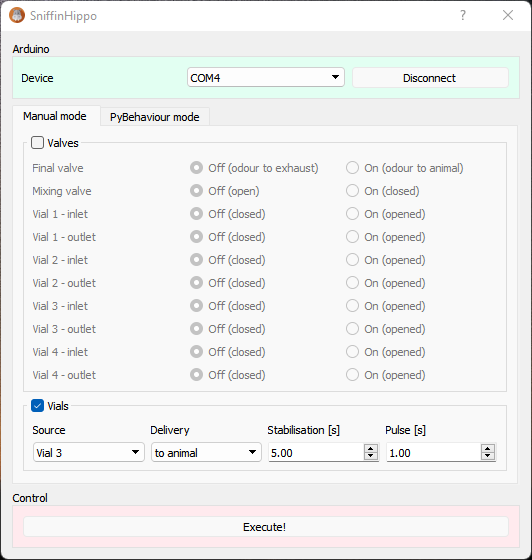 SniffinHippo
Arduino
Device COM4 Disconnect
Manual mode PyBehaviour mode
Valves
Final valve Off (odour to exhaust) On (odour to animal)
Mixing valve Off (open) On (closed)
Vial 1 - inlet Off (closed) On (opened)
Vial 1 - outlet Off (closed) On (opened)
Vial 2 - inlet Off (closed) On (opened)
Vial 2 - outlet Off (closed) On (opened)
Vial 3 - inlet Off (closed) On (opened)
Vial 3 - outlet Off (closed) On (opened)
Vial 4 - inlet Off (closed) On (opened)
Vial 4 - outlet Off (closed) On (opened)
Vials
Source Delivery Stabilisation [s] Pulse [s]
Vial 3 to animal 5.00 1.00
Control
Execute!